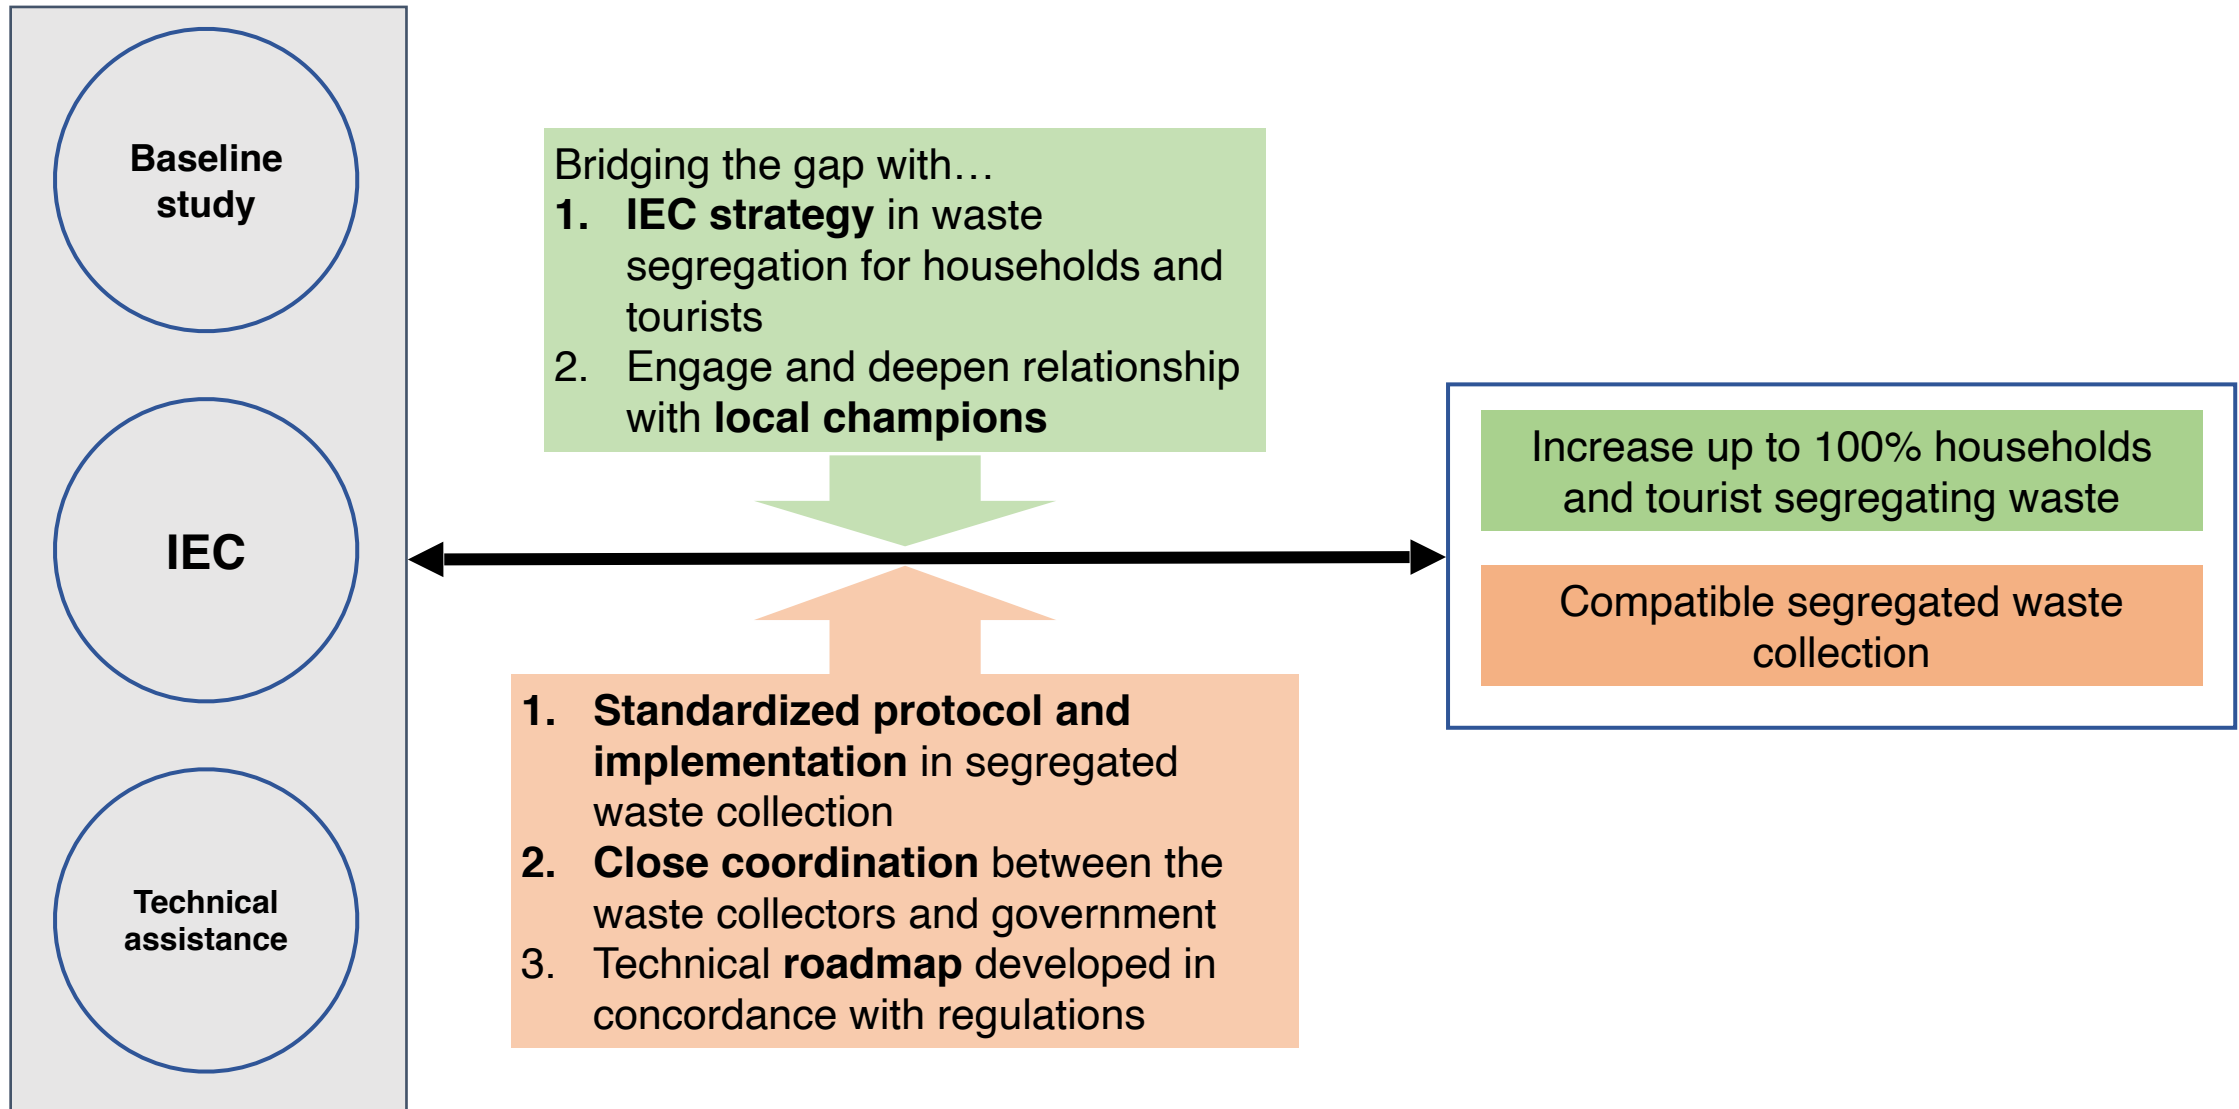 Baseline
study
IEC
Technical
assistance
Bridging the gap with…
1. IEC strategy in waste
segregation for households and
tourists
2. Engage and deepen relationship
with local champions
1. Standardized protocol and
implementation in segregated
waste collection
2. Close coordination between the
waste collectors and government
3. Technical roadmap developed in
concordance with regulations
Increase up to 100% households
and tourist segregating waste
Compatible segregated waste
collection